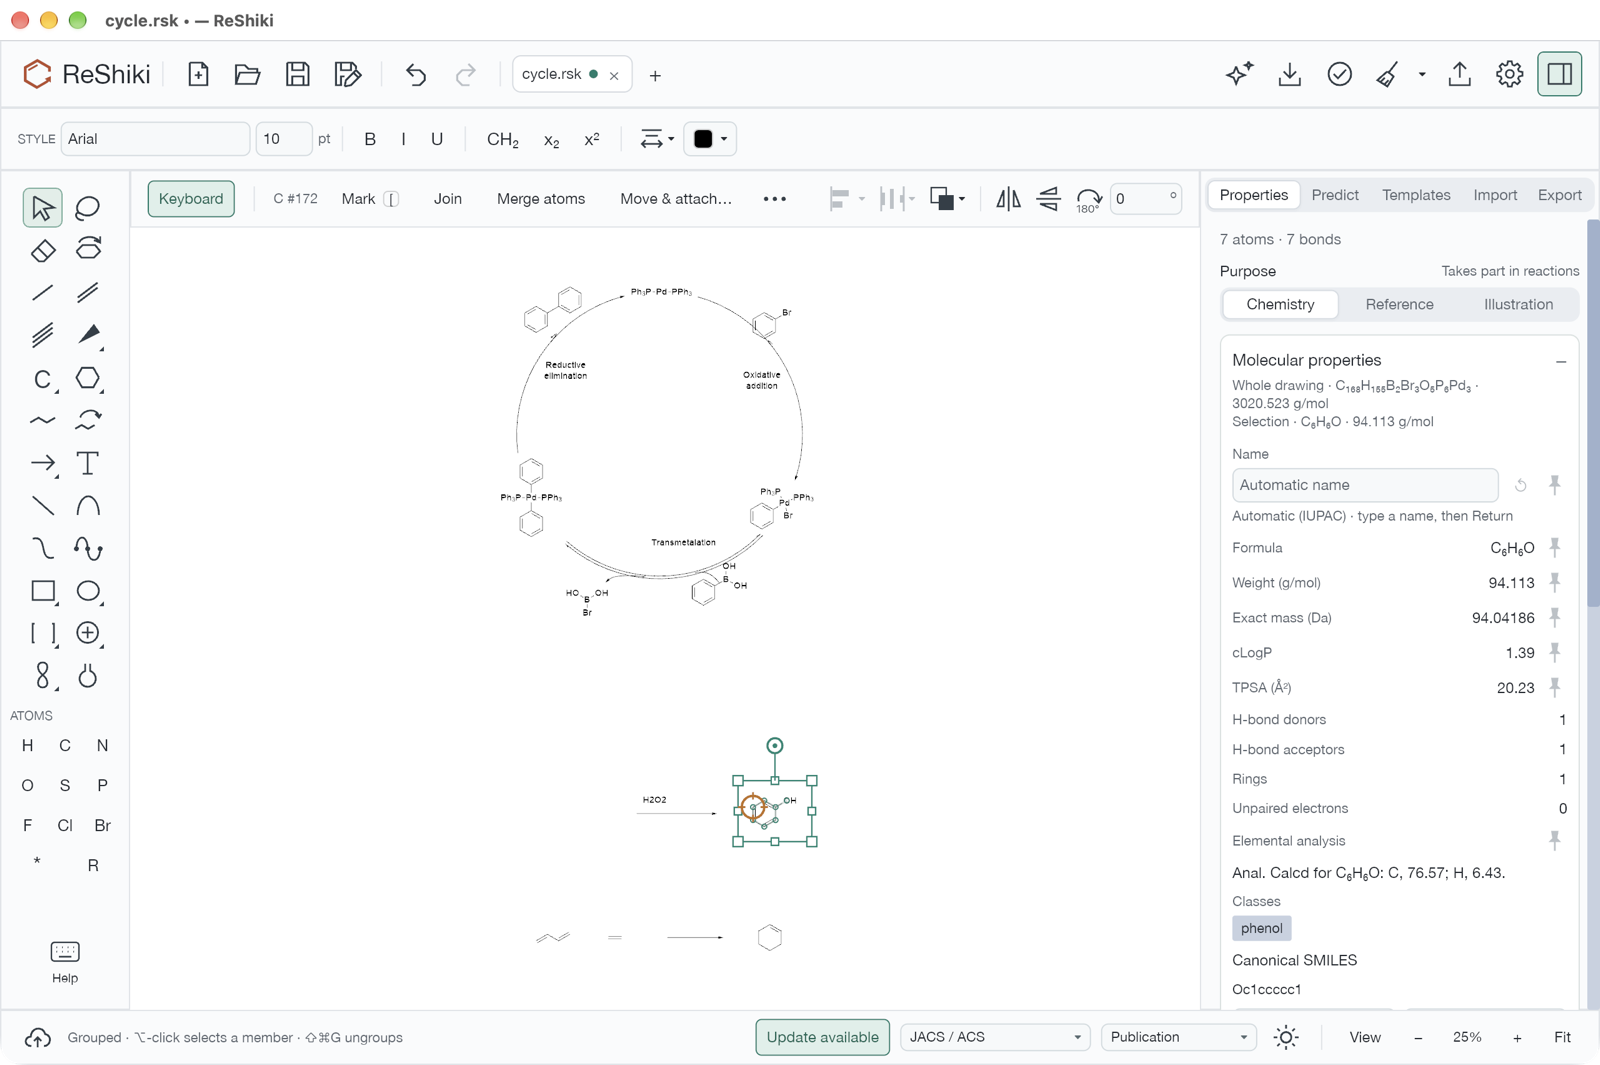 cycle.rsk • — ReShiki
ReShiki
cycle.rsk
STYLE Arial 10 pt B I U CH₂ x₂ x²
Keyboard C #172 Mark [ Join Merge atoms Move & attach... 180° 0 °
Properties Predict Templates Import Export
7 atoms · 7 bonds
Purpose Takes part in reactions
Chemistry Reference Illustration
Molecular properties
Whole drawing · C₁₆₈H₁₅₅B₂Br₃O₅P₆Pd₃ ·
3020.523 g/mol
Selection · C₆H₆O · 94.113 g/mol
Name
Automatic name
Automatic (IUPAC) · type a name, then Return
Formula C₆H₆O
Weight (g/mol) 94.113
Exact mass (Da) 94.04186
cLogP 1.39
TPSA (Å²) 20.23
H-bond donors 1
H-bond acceptors 1
Rings 1
Unpaired electrons 0
Elemental analysis
Anal. Calcd for C₆H₆O: C, 76.57; H, 6.43.
Classes
phenol
Canonical SMILES
Oc1ccccc1
C
T
[ ]
ATOMS
H C N
O S P
F Cl Br
* R
Help
Ph₃P-Pd-PPh₃
Br
Reductive
elimination
Oxidative
addition
Ph₃P-Pd-PPh₃
Ph₃P
PPh₃
Pd
Br
Transmetalation
OH
B
OH
HO OH
B
Br
H2O2
OH
Grouped · ⌥-click selects a member · ⇧⌘G ungroups
Update available JACS / ACS Publication View − 25% + Fit